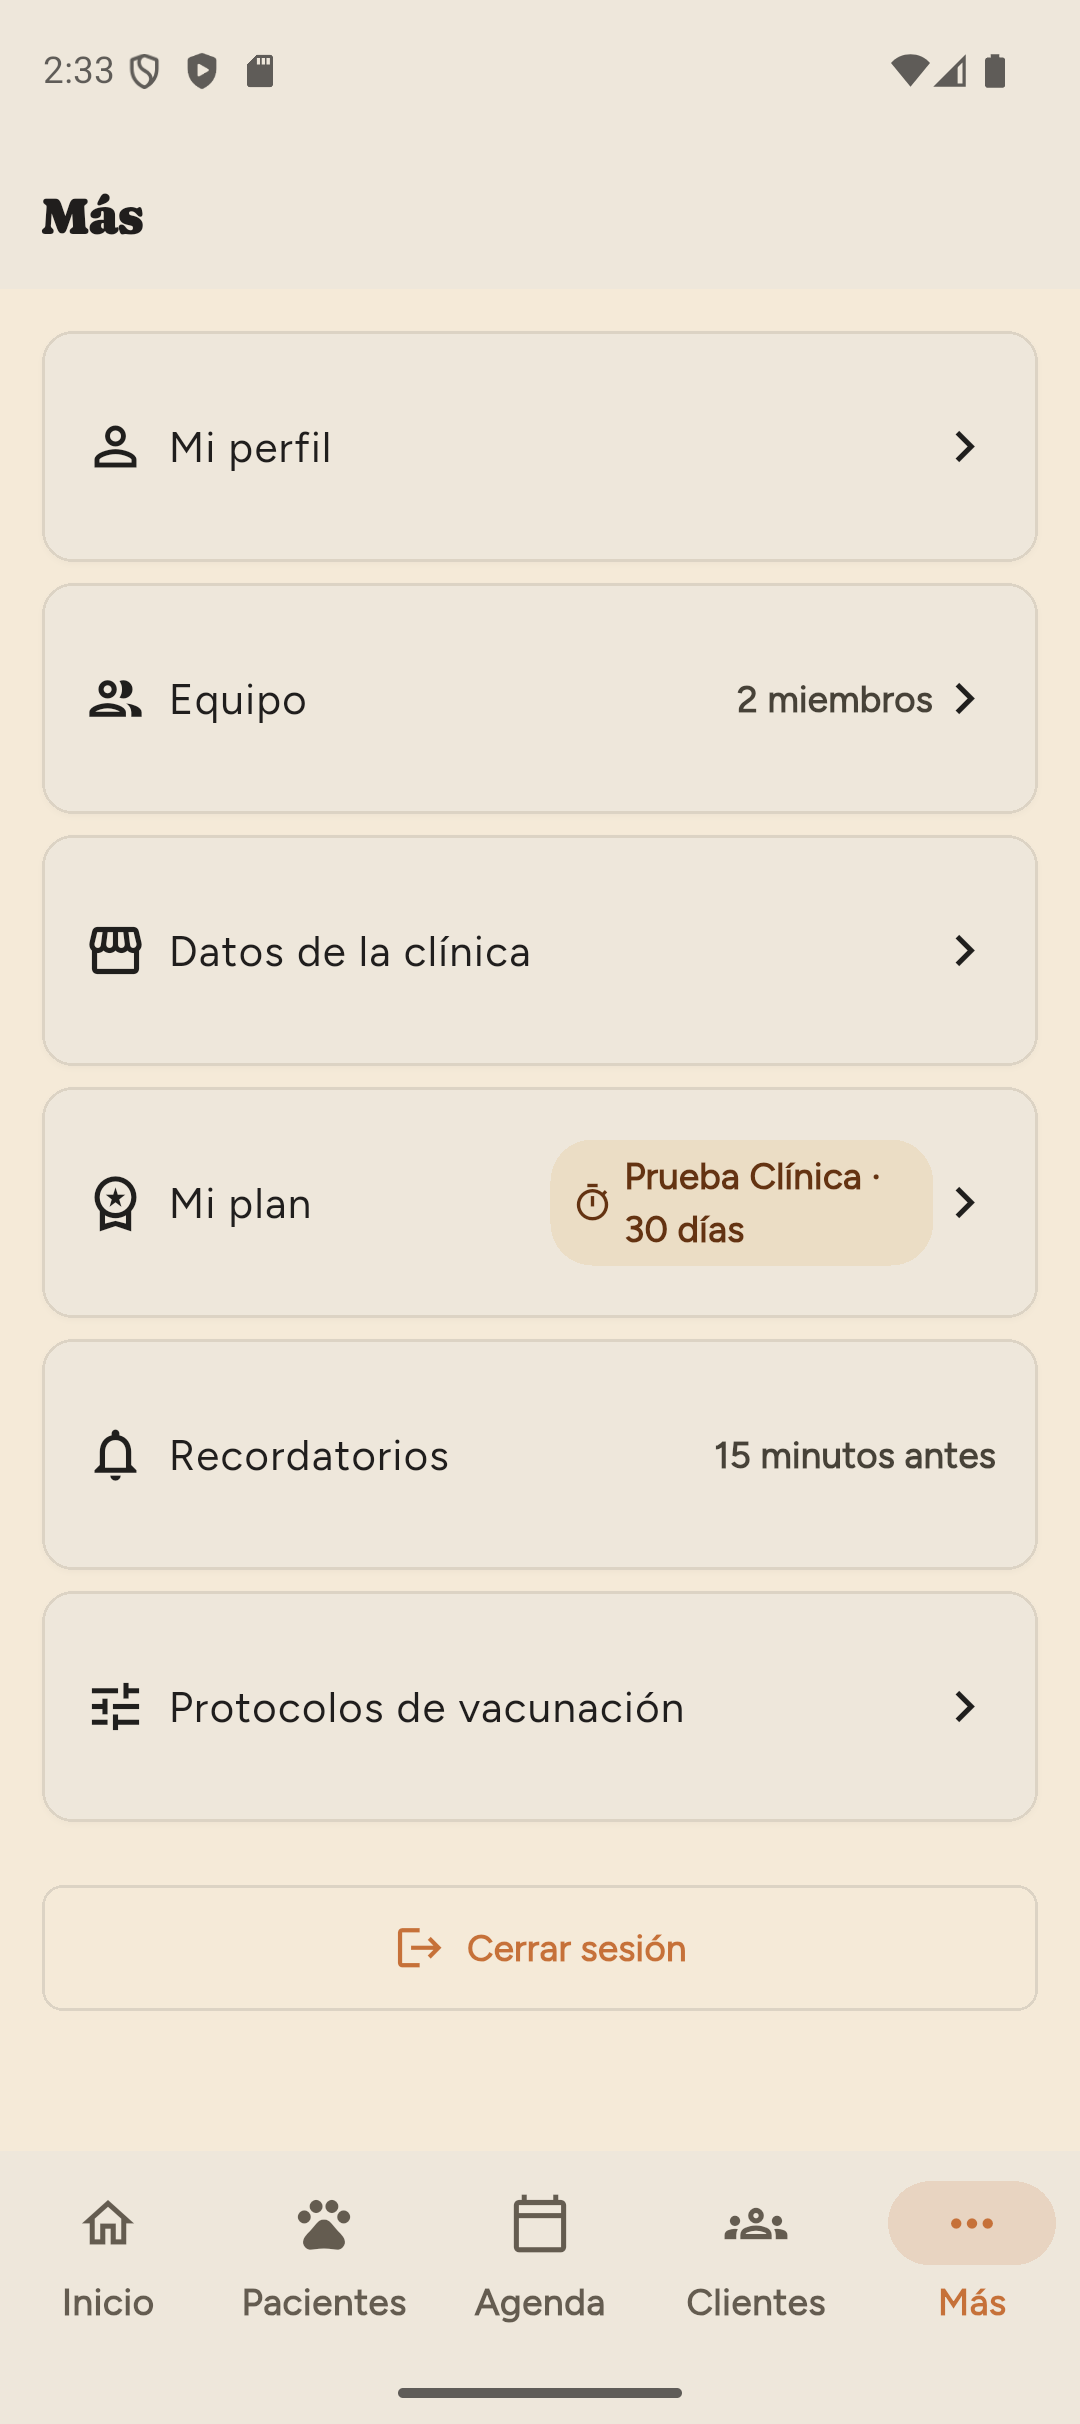 2:33
Más
Mi perfil
Equipo
2 miembros
Datos de la clínica
Mi plan
Prueba Clínica ·
30 días
Recordatorios
15 minutos antes
Protocolos de vacunación
Cerrar sesión
Inicio
Pacientes
Agenda
Clientes
Más